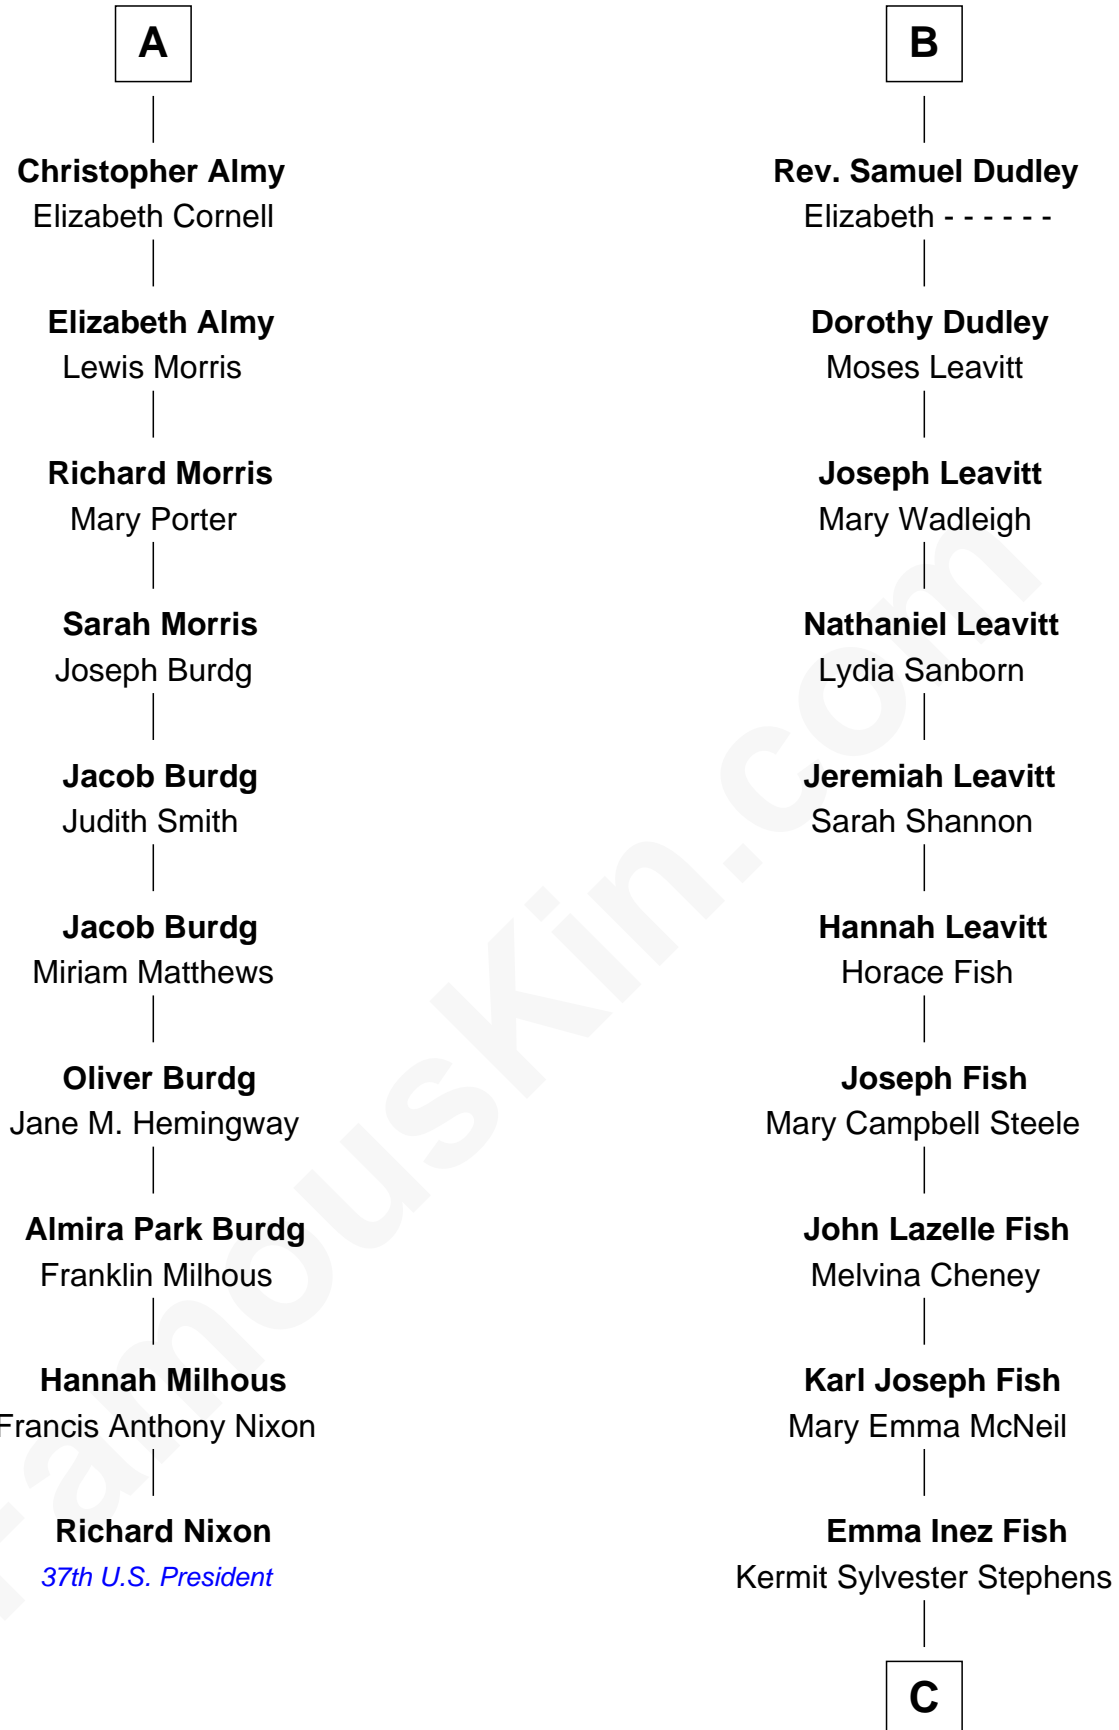 A
Christopher Almy
Elizabeth Cornell
Elizabeth Almy
Lewis Morris
Richard Morris
Mary Porter
Sarah Morris
Joseph Burdg
Jacob Burdg
Judith Smith
Jacob Burdg
Miriam Matthews
Oliver Burdg
Jane M. Hemingway
Almira Park Burdg
Franklin Milhous
Hannah Milhous
Francis Anthony Nixon
Richard Nixon
37th U.S. President
B
Rev. Samuel Dudley
Elizabeth - - - - - -
Dorothy Dudley
Moses Leavitt
Joseph Leavitt
Mary Wadleigh
Nathaniel Leavitt
Lydia Sanborn
Jeremiah Leavitt
Sarah Shannon
Hannah Leavitt
Horace Fish
Joseph Fish
Mary Campbell Steele
John Lazelle Fish
Melvina Cheney
Karl Joseph Fish
Mary Emma McNeil
Emma Inez Fish
Kermit Sylvester Stephens
C
FamousKin.com